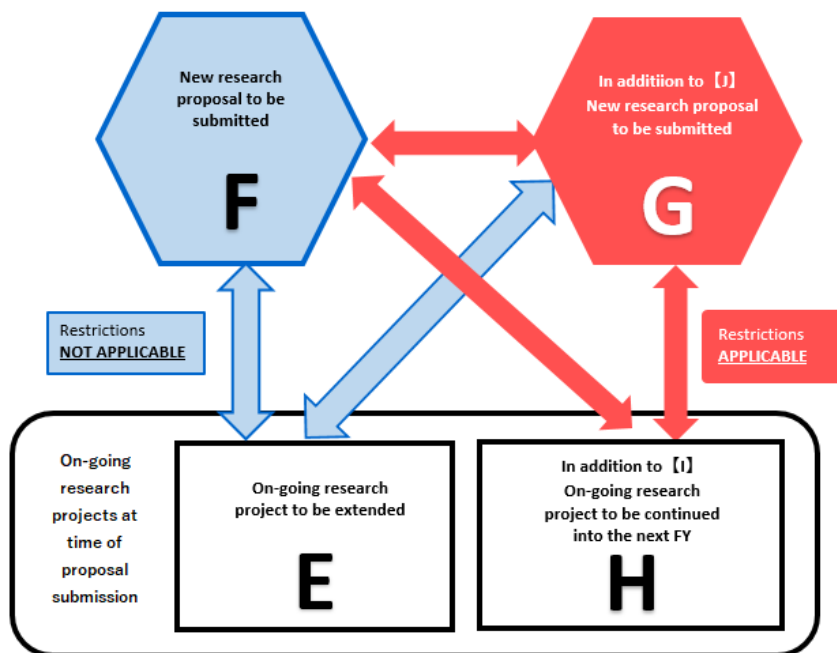 New research
proposal to be
submitted
F
In additiion to【J】
New research proposal
to be submitted
G
Restrictions
NOT APPLICABLE
Restrictions
APPLICABLE
On-going
research
projects at
time of
proposal
submission
On-going research
project to be extended
E
In addition to【I】
On-going research
project to be continued
into the next FY
H